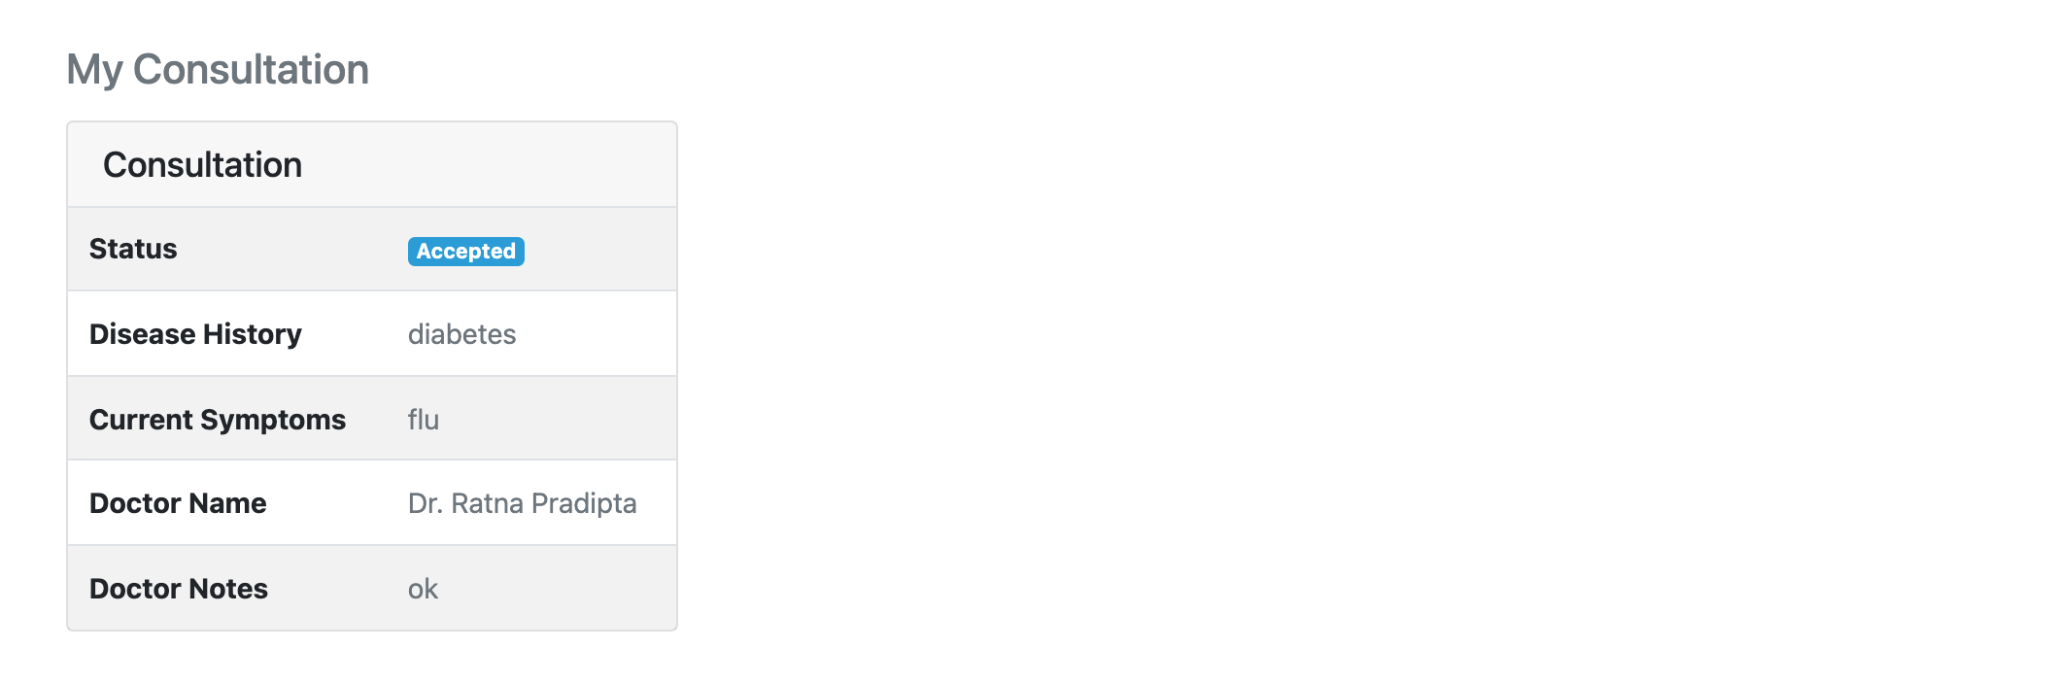 My Consultation
Consultation
Status Accepted
Disease History diabetes
Current Symptoms flu
Doctor Name Dr. Ratna Pradipta
Doctor Notes ok